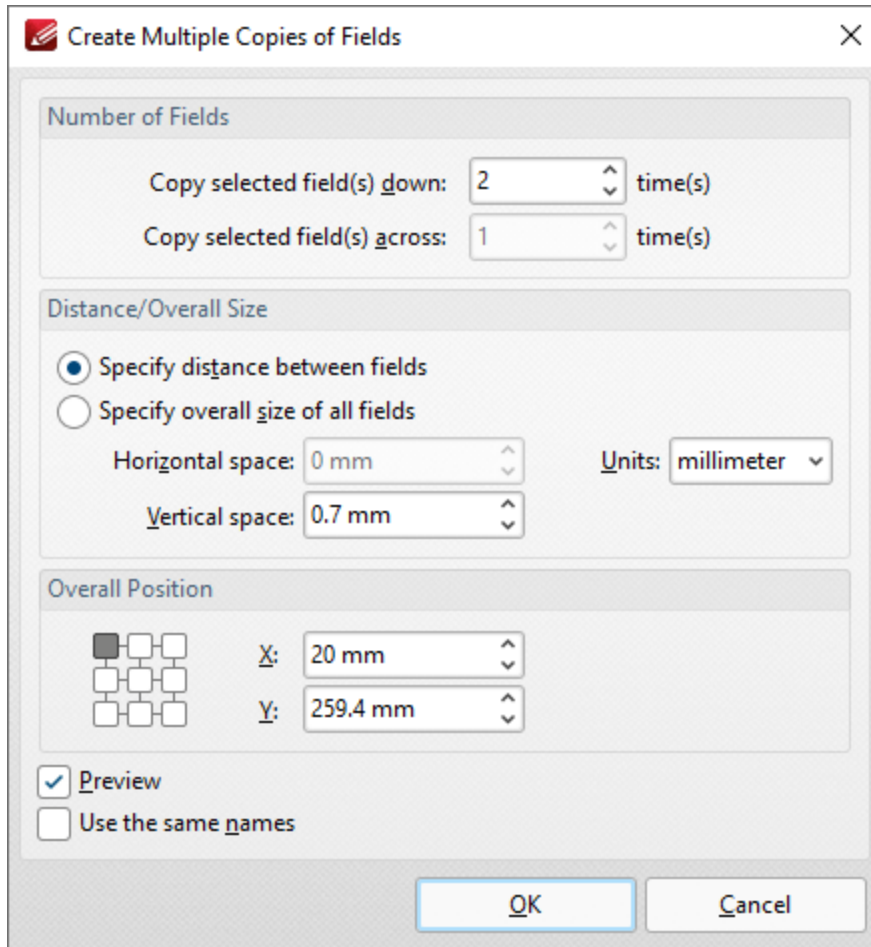 Create Multiple Copies of Fields
Number of Fields
Copy selected field(s) down: 2 time(s)
Copy selected field(s) across: 1 time(s)
Distance/Overall Size
Specify distance between fields
Specify overall size of all fields
Horizontal space: 0 mm Units: millimeter
Vertical space: 0.7 mm
Overall Position
X: 20 mm
Y: 259.4 mm
Preview
Use the same names
OK Cancel